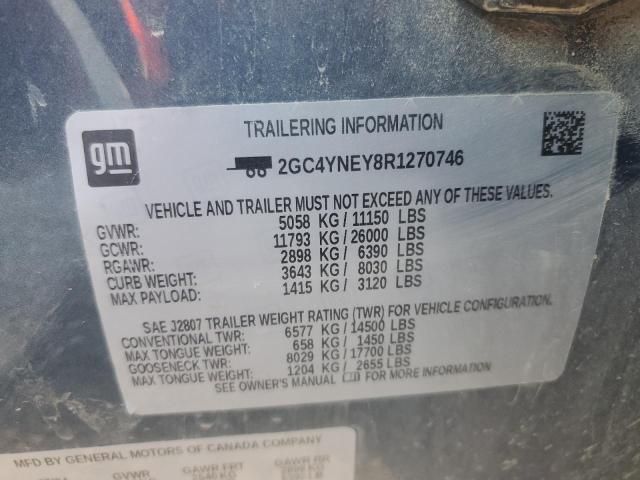 gm
TRAILERING INFORMATION
2GC4YNEY8R1270746
VEHICLE AND TRAILER MUST NOT EXCEED ANY OF THESE VALUES.
GVWR: 5058 KG / 11150 LBS
GCWR: 11793 KG / 26000 LBS
RGAWR: 2898 KG / 6390 LBS
CURB WEIGHT: 3643 KG / 8030 LBS
MAX PAYLOAD: 1415 KG / 3120 LBS
SAE J2807 TRAILER WEIGHT RATING (TWR) FOR VEHICLE CONFIGURATION.
CONVENTIONAL TWR: 6577 KG / 14500 LBS
MAX TONGUE WEIGHT: 658 KG / 1450 LBS
GOOSENECK TWR: 8029 KG / 17700 LBS
MAX TONGUE WEIGHT: 1204 KG / 2655 LBS
SEE OWNER'S MANUAL FOR MORE INFORMATION
MFD BY GENERAL MOTORS OF CANADA COMPANY
GVWR GAWR FRT GAWR RR